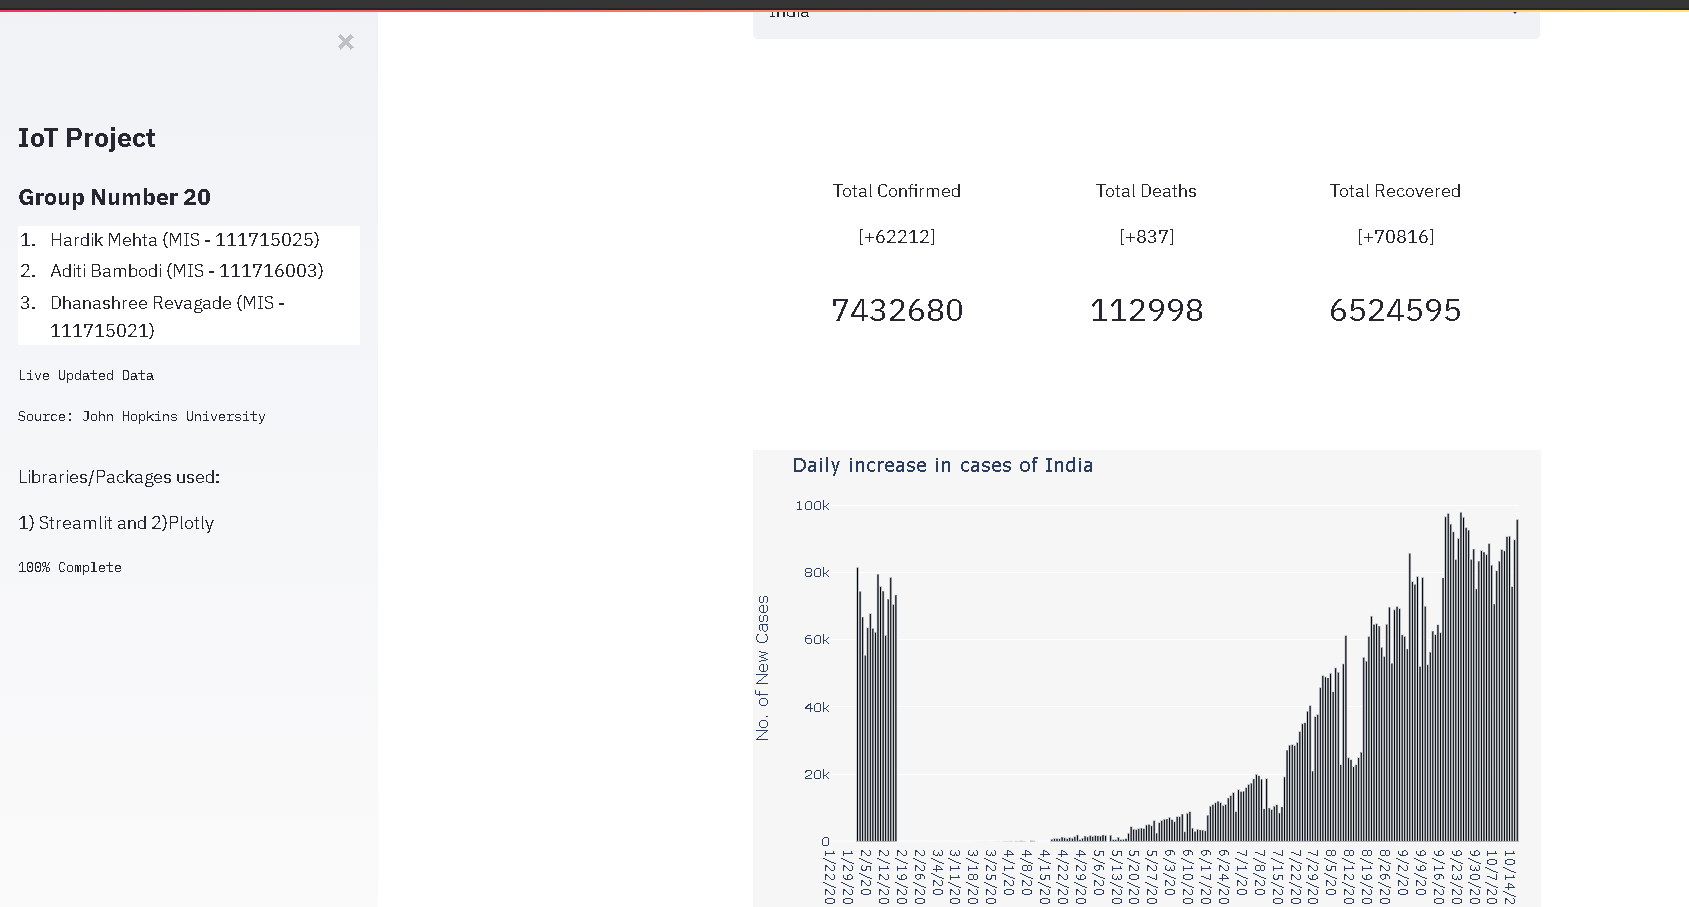 India
×
IoT Project
Group Number 20
1. Hardik Mehta (MIS - 111715025)
2. Aditi Bambodi (MIS - 111716003)
3. Dhanashree Revagade (MIS -
111715021)
Live Updated Data
Source: John Hopkins University
Libraries/Packages used:
1) Streamlit and 2)Plotly
100% Complete
Total Confirmed Total Deaths Total Recovered
[+62212] [+837] [+70816]
7432680 112998 6524595
Daily increase in cases of India
No. of New Cases
100k
80k
60k
40k
20k
0
1/22/20 1/29/20 2/5/20 2/12/20 2/19/20 2/26/20 3/4/20 3/11/20 3/18/20 3/25/20 4/1/20 4/8/20 4/15/20 4/22/20 4/29/20 5/6/20 5/13/20 5/20/20 5/27/20 6/3/20 6/10/20 6/17/20 6/24/20 7/1/20 7/8/20 7/15/20 7/22/20 7/29/20 8/5/20 8/12/20 8/19/20 8/26/20 9/2/20 9/9/20 9/16/20 9/23/20 9/30/20 10/7/20 10/14/2